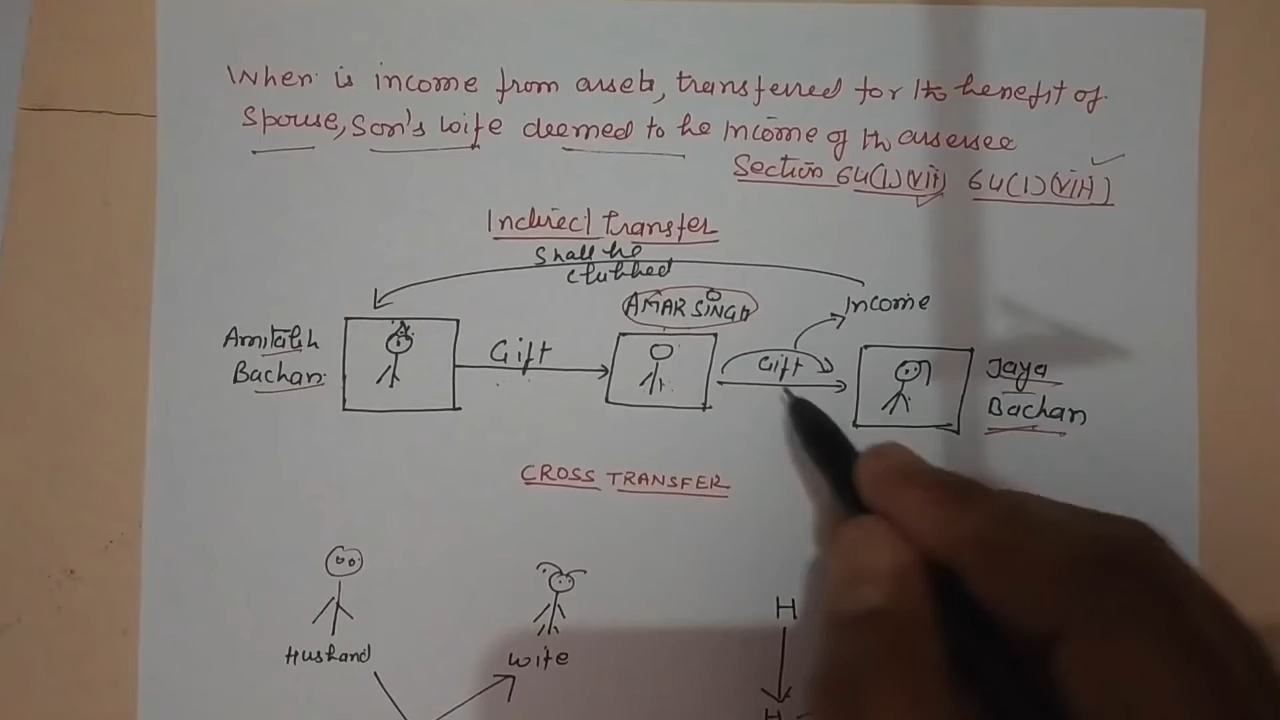 When is income from assets, transferred for the benefit of
Spouse, Son's wife deemed to be income of the assessee
Section 64(1)(vii) 64(1)(viii)
Indirect transfer
Shall be
clubbed
AMAR SINGH
Income
Amitabh
Bachan
Gift
Gift
Jaya
Bachan
CROSS TRANSFER
Husband
wife
H
H